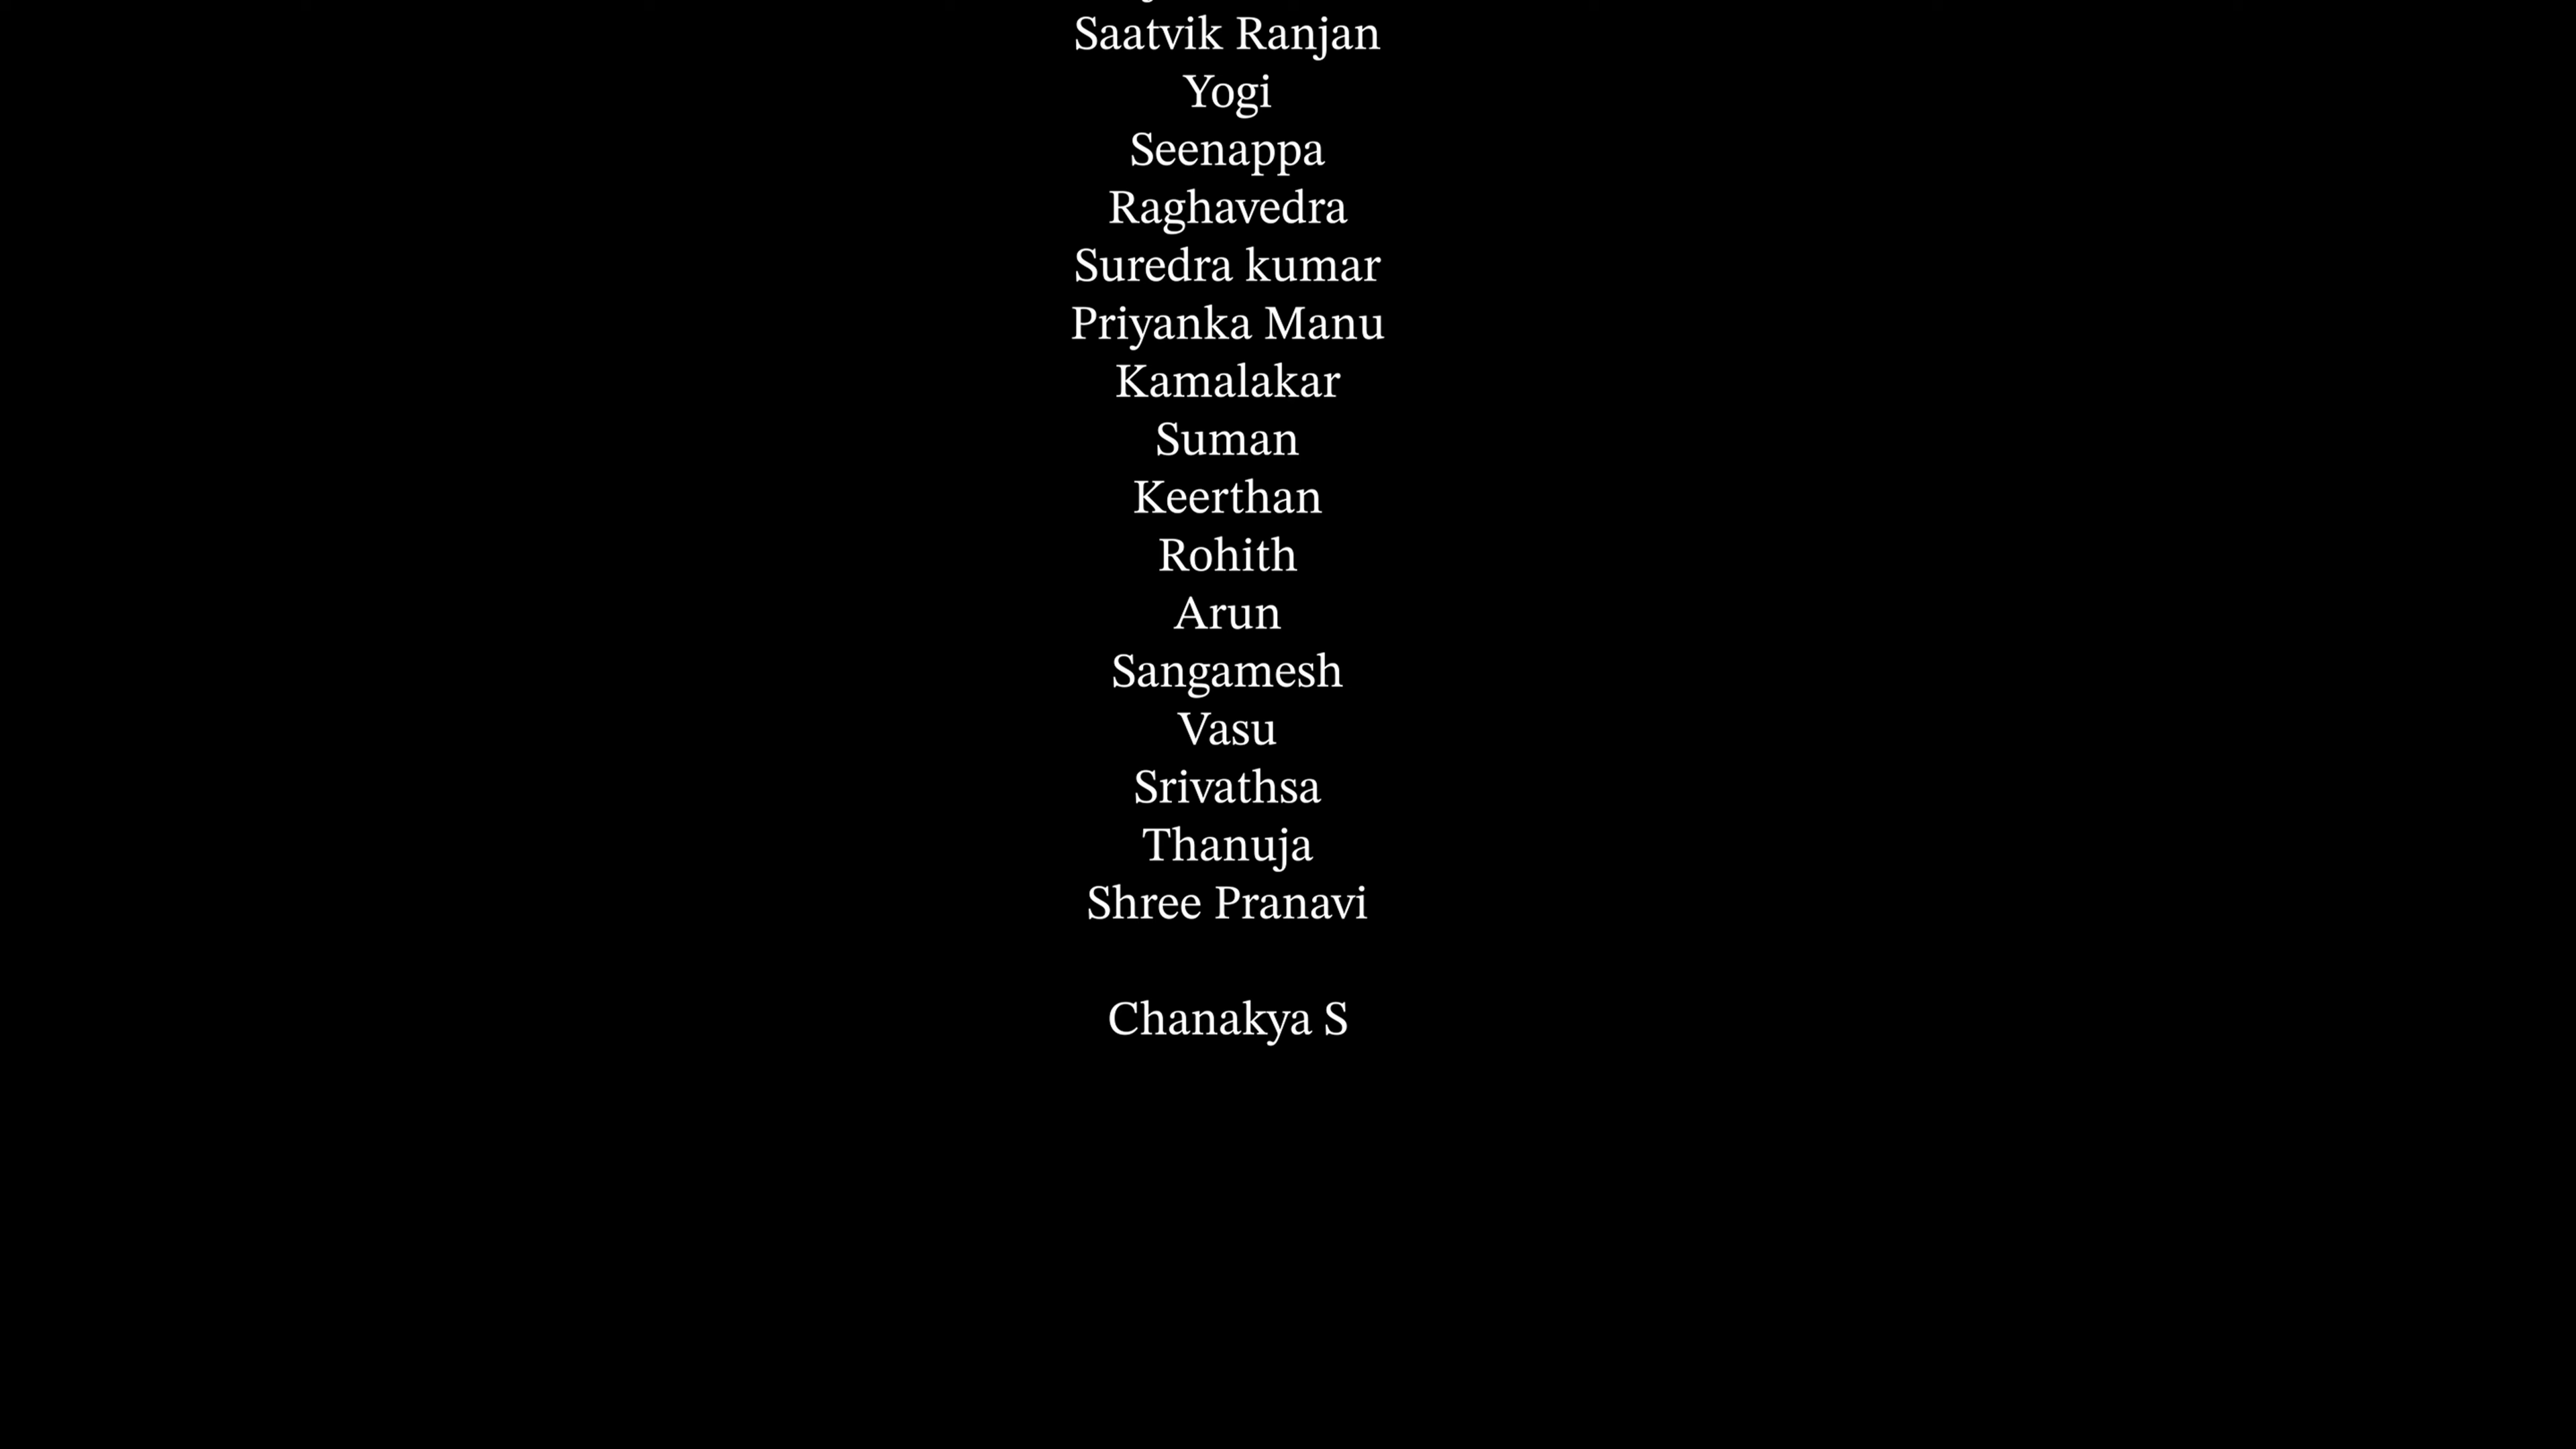 Saatvik Ranjan
Yogi
Seenappa
Raghavedra
Suredra kumar
Priyanka Manu
Kamalakar
Suman
Keerthan
Rohith
Arun
Sangamesh
Vasu
Srivathsa
Thanuja
Shree Pranavi
Chanakya S